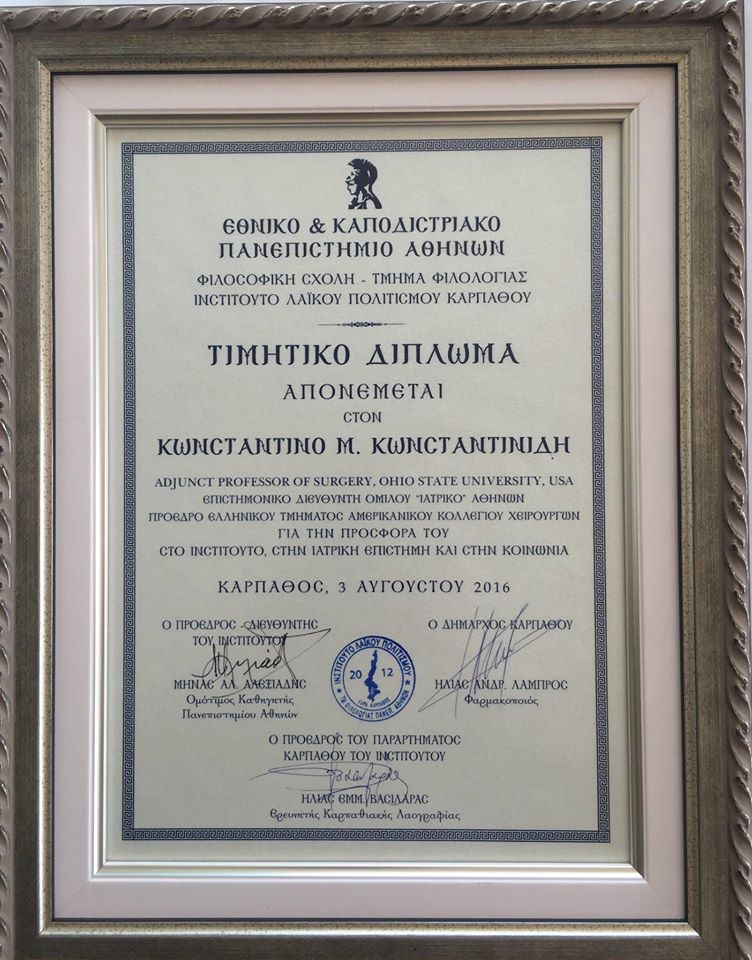 ΕΘΝΙΚΟ & ΚΑΠΟΔΙΣΤΡΙΑΚΟ
ΠΑΝΕΠΙΣΤΗΜΙΟ ΑΘΗΝΩΝ
ΦΙΛΟΣΟΦΙΚΗ ΣΧΟΛΗ - ΤΜΗΜΑ ΦΙΛΟΛΟΓΙΑΣ
ΙΝΣΤΙΤΟΥΤΟ ΛΑΪΚΟΥ ΠΟΛΙΤΙΣΜΟΥ ΚΑΡΠΑΘΟΥ
ΤΙΜΗΤΙΚΟ ΔΙΠΛΩΜΑ
ΑΠΟΝΕΜΕΤΑΙ
ΣΤΟΝ
ΚΩΝΣΤΑΝΤΙΝΟ Μ. ΚΩΝΣΤΑΝΤΙΝΙΔΗ
ADJUNCT PROFESSOR OF SURGERY, OHIO STATE UNIVERSITY, USA
ΕΠΙΣΤΗΜΟΝΙΚΟ ΔΙΕΥΘΥΝΤΗ ΟΜΙΛΟΥ "ΙΑΤΡΙΚΟ" ΑΘΗΝΩΝ
ΠΡΟΕΔΡΟ ΕΛΛΗΝΙΚΟΥ ΤΜΗΜΑΤΟΣ ΑΜΕΡΙΚΑΝΙΚΟΥ ΚΟΛΛΕΓΙΟΥ ΧΕΙΡΟΥΡΓΩΝ
ΓΙΑ ΤΗΝ ΠΡΟΣΦΟΡΑ ΤΟΥ
ΣΤΟ ΙΝΣΤΙΤΟΥΤΟ, ΣΤΗΝ ΙΑΤΡΙΚΗ ΕΠΙΣΤΗΜΗ ΚΑΙ ΣΤΗΝ ΚΟΙΝΩΝΙΑ
ΚΑΡΠΑΘΟΣ, 3 ΑΥΓΟΥΣΤΟΥ 2016
Ο ΠΡΟΕΔΡΟΣ - ΔΙΕΥΘΥΝΤΗΣ
ΤΟΥ ΙΝΣΤΙΤΟΥΤΟΥ
ΜΗΝΑΣ ΑΛ. ΑΛΕΞΙΑΔΗΣ
Ομότιμος Καθηγητής
Πανεπιστημίου Αθηνών
ΙΝΣΤΙΤΟΥΤΟ ΛΑΪΚΟΥ ΠΟΛΙΤΙΣΜΟΥ
2012
Ο ΔΗΜΑΡΧΟΣ ΚΑΡΠΑΘΟΥ
ΗΛΙΑΣ ΑΝΔΡ. ΛΑΜΠΡΟΣ
Φαρμακοποιός
Ο ΠΡΟΕΔΡΟΣ ΤΟΥ ΠΑΡΑΡΤΗΜΑΤΟΣ
ΚΑΡΠΑΘΟΥ ΤΟΥ ΙΝΣΤΙΤΟΥΤΟΥ
ΗΛΙΑΣ ΕΜΜ. ΒΑΣΙΛΑΡΑΣ
Ερευνητής Καρπαθιακής Λαογραφίας